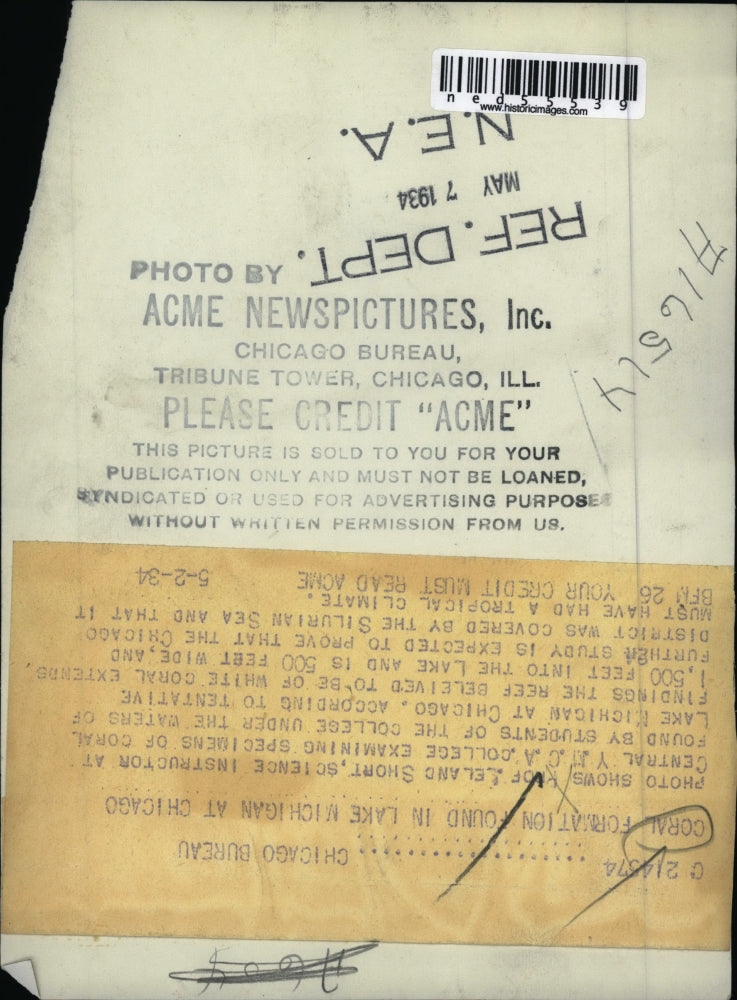 ned55539
www.historicimages.com
N.E.A.
MAY 7 1934
REF. DEPT.
PHOTO BY
ACME NEWSPICTURES, Inc.
CHICAGO BUREAU,
TRIBUNE TOWER, CHICAGO, ILL.
PLEASE CREDIT "ACME"
THIS PICTURE IS SOLD TO YOU FOR YOUR
PUBLICATION ONLY AND MUST NOT BE LOANED,
SYNDICATED OR USED FOR ADVERTISING PURPOSES
WITHOUT WRITTEN PERMISSION FROM US.
CHICAGO BUREAU
CORAL FORMATION FOUND IN LAKE MICHIGAN AT CHICAGO
PHOTO SHOWS OF LELAND SHORT, SCIENCE INSTRUCTOR AT
CENTRAL Y.M.C.A. COLLEGE EXAMINING SPECIMENS OF CORAL
FOUND BY STUDENTS OF THE COLLEGE UNDER THE WATERS OF
LAKE MICHIGAN AT CHICAGO. ACCORDING TO TENTATIVE
FINDINGS THE REEF BELEIVED TO BE OF WHITE CORAL EXTENDS
1,500 FEET INTO THE LAKE AND IS 500 FEET WIDE, AND
FURTHER STUDY IS EXPECTED TO PROVE THAT THE CHICAGO
DISTRICT WAS COVERED BY THE SILURIAN SEA AND THAT IT
MUST HAVE HAD A TROPICAL CLIMATE.
BFM 26 YOUR CREDIT MUST READ ACME 5-2-34